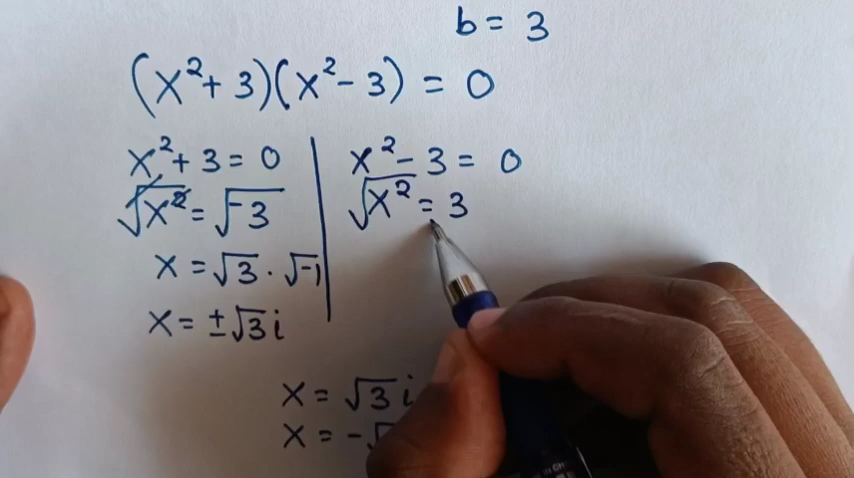 b = 3
(x²+ 3)(x²- 3) = 0
x²+ 3 = 0
√x² = √-3
x = √3 . √-1
x = ±√3i
x² - 3 = 0
√x² = 3
x = √3 i
x = -√